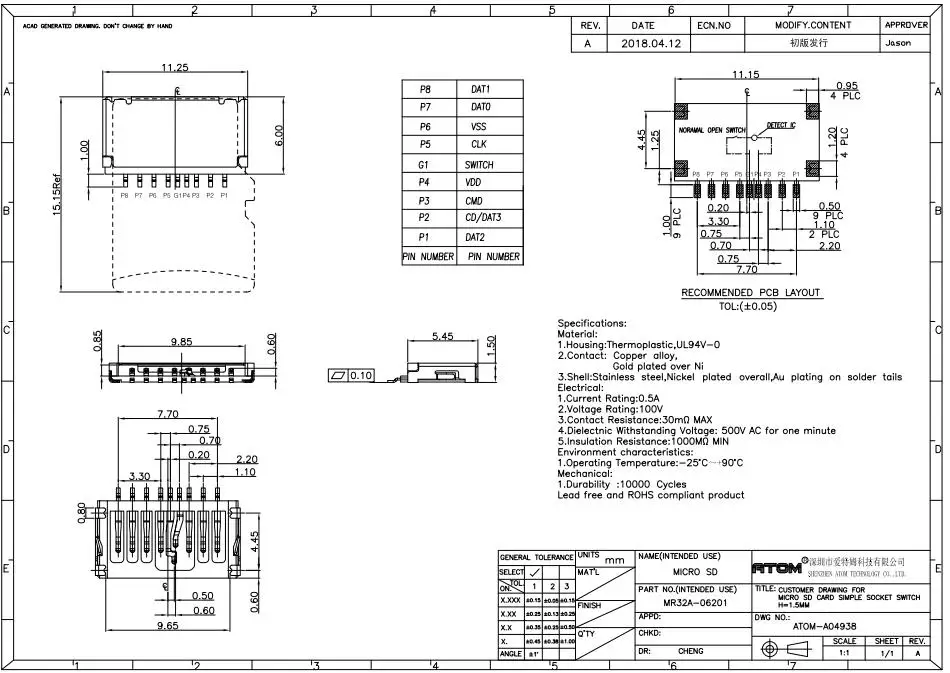 1 2 3 4 5 6 7
ACAD GENERATED DRAWING. DON'T CHANGE BY HAND
REV. DATE ECN.NO MODIFY.CONTENT APPROVER
A 2018.04.12 初版发行 Jason
A
B
C
D
E
A
B
C
D
E
11.25
℄
6.00
1.00
15.15Ref
P8 P7 P6 P5 G1 P4 P3 P2 P1
P8 DAT1
P7 DAT0
P6 VSS
P5 CLK
G1 SWITCH
P4 VDD
P3 CMD
P2 CD/DAT3
P1 DAT2
PIN NUMBER PIN NUMBER
11.15
℄
0.95
4 PLC
4.45
1.25
NORAMAL OPEN SWITCH
DETECT IC
1.20
4 PLC
P8 P7 P6 P5 G1 P4 P3 P2 P1
1.00
9 PLC
0.20
3.30
0.75
0.70
0.75
7.70
0.50
9 PLC
1.10
2 PLC
2.20
RECOMMENDED PCB LAYOUT
TOL:(±0.05)
0.85
9.85
0.60
5.45
1.50
0.10
7.70
0.75
0.70
0.20
2.20
1.10
3.30
0.80
4.45
0.60
℄
0.50
0.60
9.65
Specifications:
Material:
1.Housing:Thermoplastic,UL94V-0
2.Contact: Copper alloy,
Gold plated over Ni
3.Shell:Stainless steel,Nickel plated overall,Au plating on solder tails
Electrical:
1.Current Rating:0.5A
2.Voltage Rating:100V
3.Contact Resistance:30mΩ MAX
4.Dielectnic Withstanding Voltage: 500V AC for one minute
5.Insulation Resistance:1000MΩ MIN
Environment characteristics:
1.Operating Temperature:-25°C~+90°C
Mechanical:
1.Durability :10000 Cycles
Lead free and ROHS compliant product
GENERAL TOLERANCE
SELECT ✓
TOL. ON. 1 2 3
X.XXX ±0.15 ±0.05 ±0.15
X.XX ±0.25 ±0.13 ±0.25
X.X ±0.35 ±0.25 ±0.50
X. ±0.45 ±0.38 ±1.00
ANGLE ±1°
UNITS mm
MAT'L
FINISH
Q'TY
NAME(INTENDED USE)
MICRO SD
PART NO.(INTENDED USE)
MR32A-06201
APPD:
CHKD:
DR: CHENG
ATOM® 深圳市爱特姆科技有限公司
SHENZHEN ATOM TECHNOLOGY CO.,LTD.
TITLE: CUSTOMER DRAWING FOR
MICRO SD CARD SIMPLE SOCKET SWITCH
H=1.5MM
DWG NO.:
ATOM-A04938
SCALE SHEET REV.
1:1 1/1 A
1 2 3 4 5 6 7